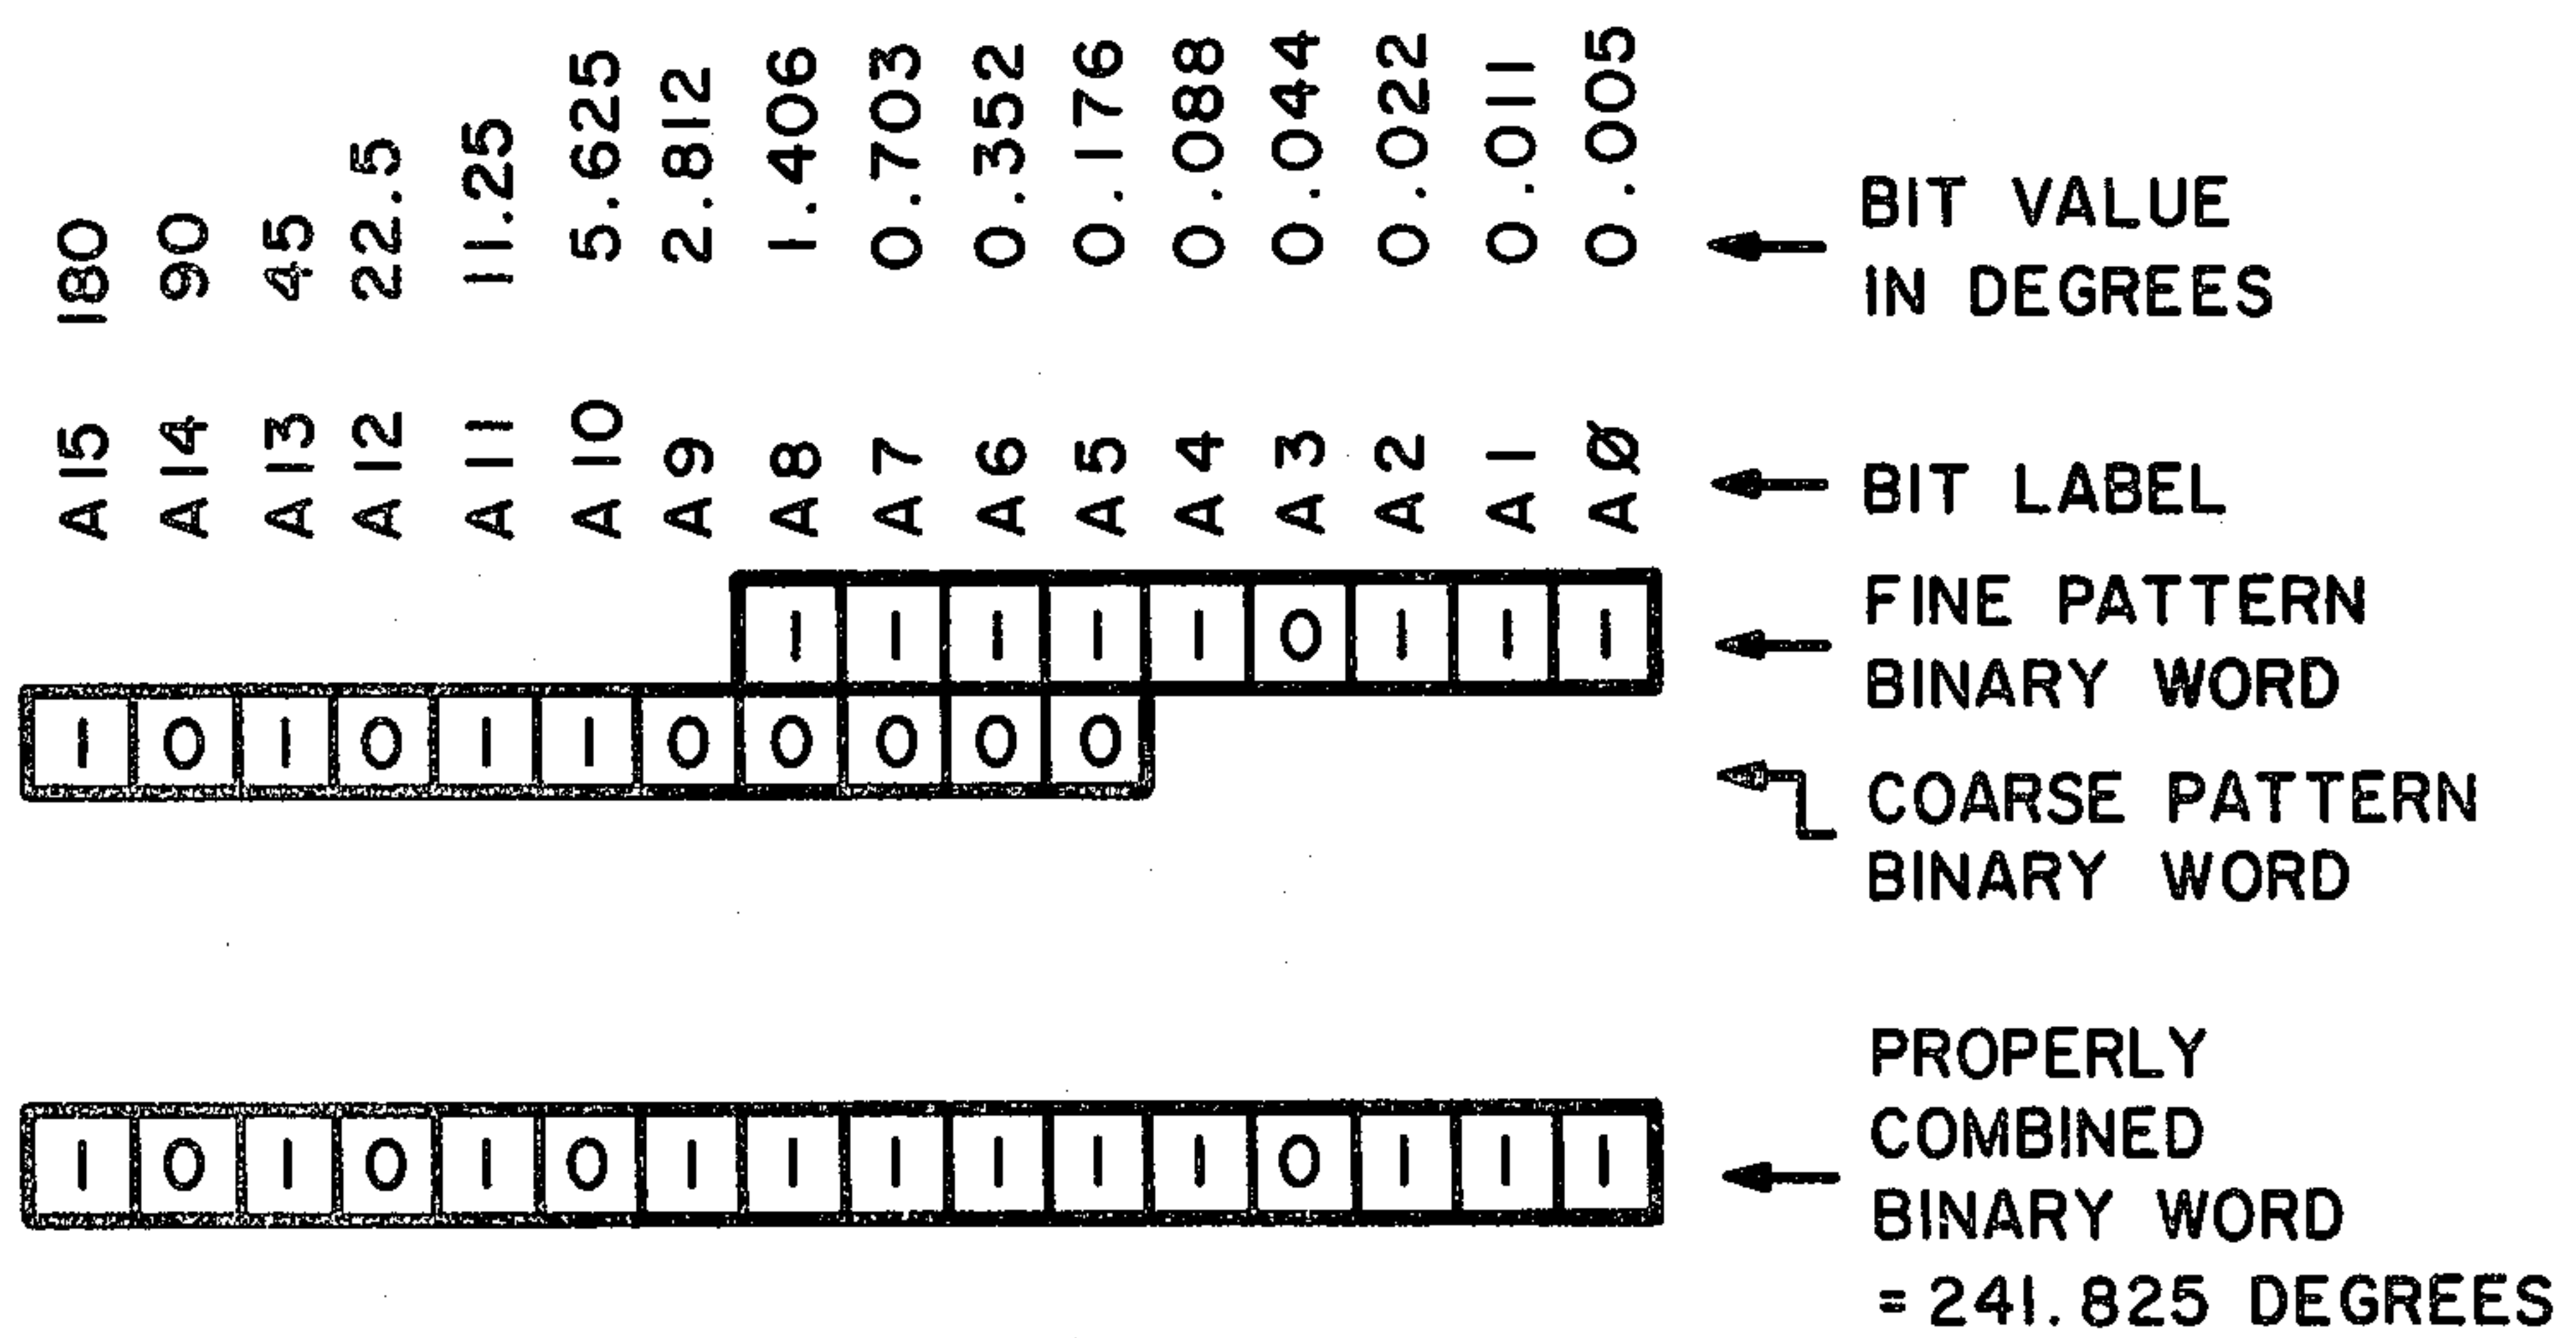 180 90 45 22.5 11.25 5.625 2.812 1.406 0.703 0.352 0.176 0.088 0.044 0.022 0.011 0.005
BIT VALUE
IN DEGREES
A15 A14 A13 A12 A11 A10 A9 A8 A7 A6 A5 A4 A3 A2 A1 AØ
BIT LABEL
1 1 1 1 1 0 1 1 1
FINE PATTERN
BINARY WORD
1 0 1 0 1 1 0 0 0 0 0
COARSE PATTERN
BINARY WORD
1 0 1 0 1 0 1 1 1 1 1 1 0 1 1 1
PROPERLY
COMBINED
BINARY WORD
= 241.825 DEGREES